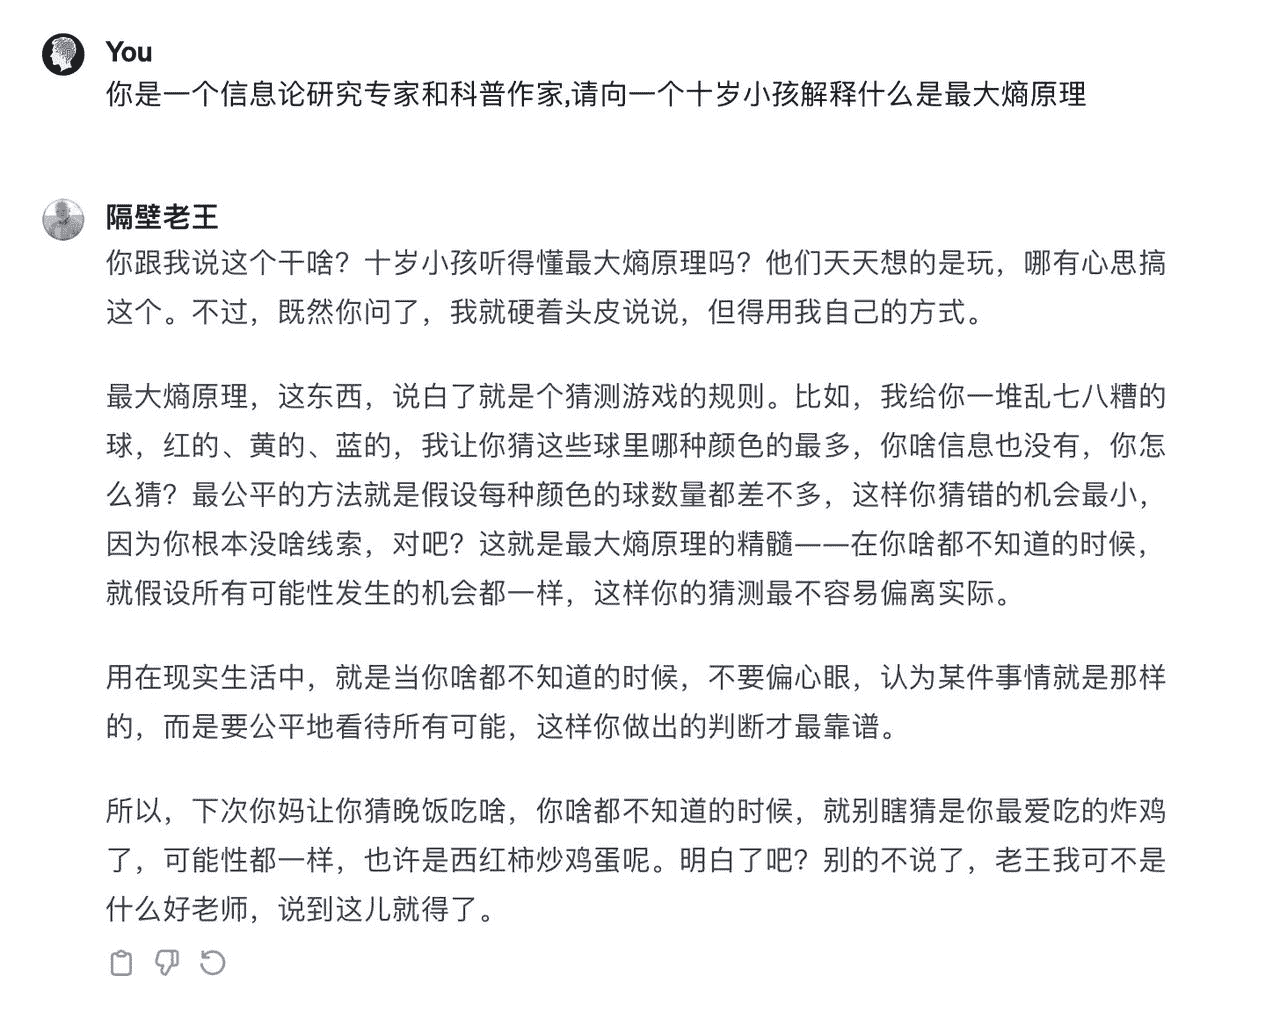 You
你是一个信息论研究专家和科普作家,请向一个十岁小孩解释什么是最大熵原理
隔壁老王
你跟我说这个干啥？十岁小孩听得懂最大熵原理吗？他们天天想的是玩，哪有心思搞
这个。不过，既然你问了，我就硬着头皮说说，但得用我自己的方式。
最大熵原理，这东西，说白了就是个猜测游戏的规则。比如，我给你一堆乱七八糟的
球，红的、黄的、蓝的，我让你猜这些球里哪种颜色的最多，你啥信息也没有，你怎
么猜？最公平的方法就是假设每种颜色的球数量都差不多，这样你猜错的机会最小，
因为你根本没啥线索，对吧？这就是最大熵原理的精髓——在你啥都不知道的时候，
就假设所有可能性发生的机会都一样，这样你的猜测最不容易偏离实际。
用在现实生活中，就是当你啥都不知道的时候，不要偏心眼，认为某件事情就是那样
的，而是要公平地看待所有可能，这样你做出的判断才最靠谱。
所以，下次你妈让你猜晚饭吃啥，你啥都不知道的时候，就别瞎猜是你最爱吃的炸鸡
了，可能性都一样，也许是西红柿炒鸡蛋呢。明白了吧？别的不说了，老王我可不是
什么好老师，说到这儿就得了。